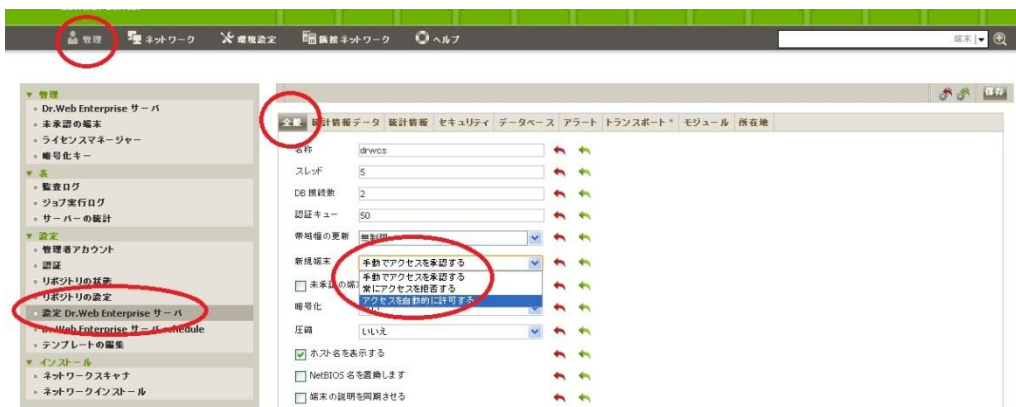 管理 ネットワーク 環境設定 隣接ネットワーク ヘルプ
端末
管理
Dr.Web Enterprise サーバ
未承認の端末
ライセンスマネージャー
暗号化キー
表
監査ログ
ジョブ実行ログ
サーバーの統計
設定
管理者アカウント
認証
リポジトリの状態
リポジトリの設定
設定 Dr.Web Enterprise サーバ
Dr.Web Enterprise サーバ schedule
テンプレートの編集
インストール
ネットワークスキャナ
ネットワークインストール
保存
全般 統計情報データ 統計情報 セキュリティ データベース アラート トランスポート* モジュール 所在地
名称 drwcs
スレッド 5
DB 接続数 2
認証キュー 50
帯域幅の更新 無制限
新規端末 手動でアクセスを承認する
手動でアクセスを承認する
常にアクセスを拒否する
アクセスを自動的に許可する
未承認の端
暗号化
圧縮 いいえ
ホスト名を表示する
NetBIOS 名を置換します
端末の説明を同期させる